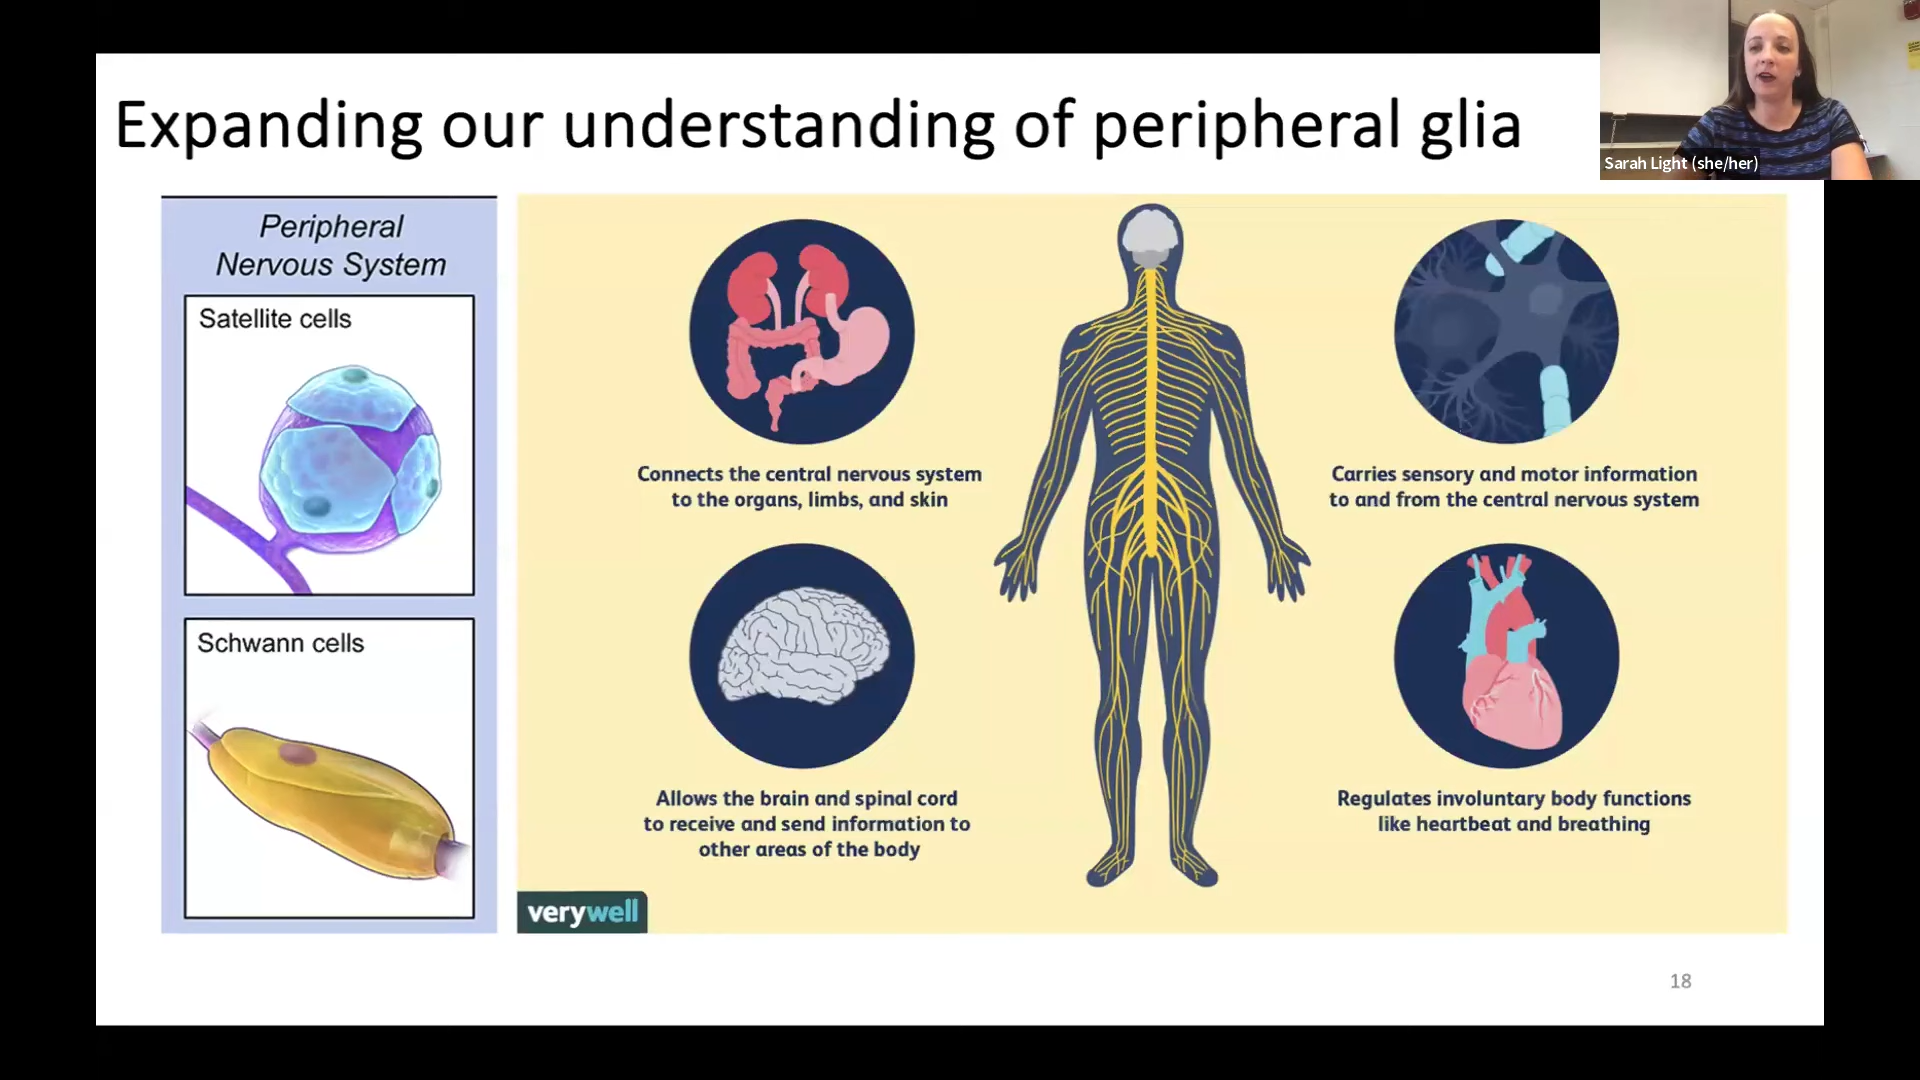 Expanding our understanding of peripheral glia
Sarah Light (she/her)
Peripheral
Nervous System
Satellite cells
Schwann cells
Connects the central nervous system
to the organs, limbs, and skin
Carries sensory and motor information
to and from the central nervous system
Allows the brain and spinal cord
to receive and send information to
other areas of the body
Regulates involuntary body functions
like heartbeat and breathing
verywell
18